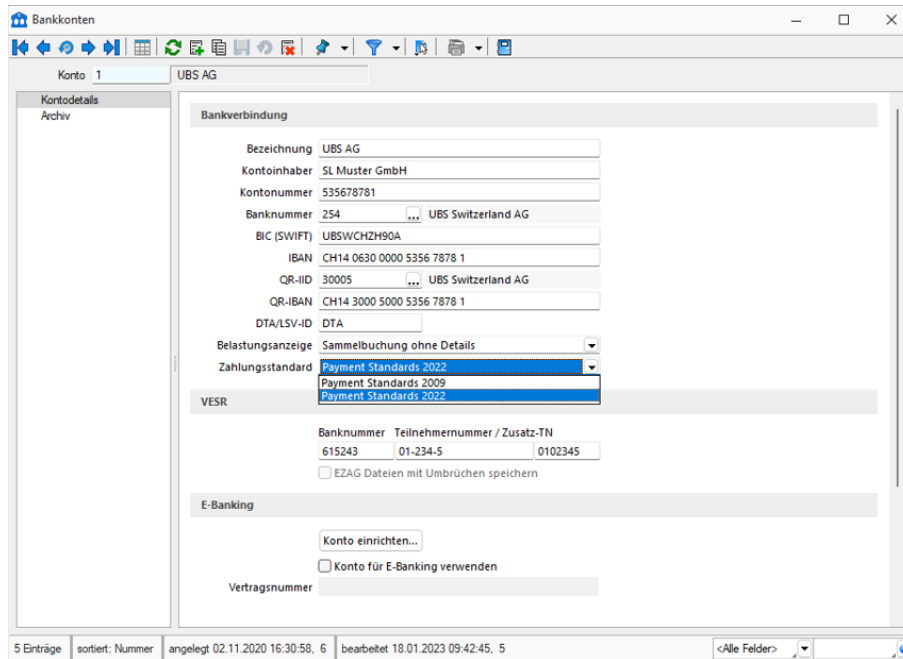 Bankkonten
Konto 1 UBS AG
Kontodetails
Archiv
Bankverbindung
Bezeichnung UBS AG
Kontoinhaber SL Muster GmbH
Kontonummer 535678781
Banknummer 254 ... UBS Switzerland AG
BIC (SWIFT) UBSWCHZH90A
IBAN CH14 0630 0000 5356 7878 1
QR-IID 30005 ... UBS Switzerland AG
QR-IBAN CH14 3000 5000 5356 7878 1
DTA/LSV-ID DTA
Belastungsanzeige Sammelbuchung ohne Details
Zahlungsstandard Payment Standards 2022
Payment Standards 2009
Payment Standards 2022
VESR
Banknummer Teilnehmernummer / Zusatz-TN
615243 01-234-5 0102345
EZAG Dateien mit Umbrüchen speichern
E-Banking
Konto einrichten...
Konto für E-Banking verwenden
Vertragsnummer
5 Einträge sortiert: Nummer angelegt 02.11.2020 16:30:58, 6 bearbeitet 18.01.2023 09:42:45, 5 <Alle Felder>